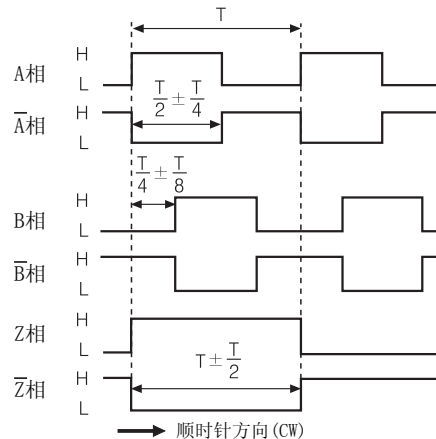 T
A相 H
L
T/2 ± T/4
A̅相 H
L
T/4 ± T/8
B相 H
L
B̅相 H
L
Z相 H
L
T ± T/2
Z̅相 H
L
顺时针方向(CW)